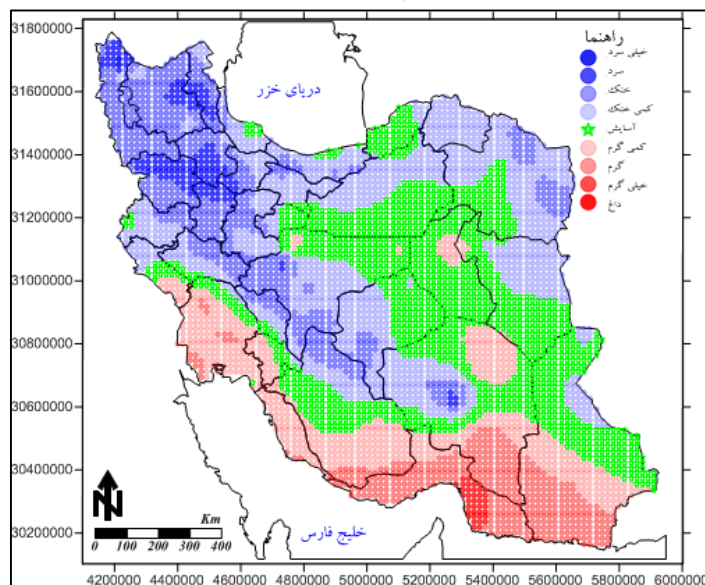 راهنما
خیلی سرد
سرد
خنک
کمی خنک
آسایش
کمی گرم
گرم
خیلی گرم
داغ
دریای خزر
خلیج فارس
31800000
31600000
31400000
31200000
31000000
30800000
30600000
30400000
30200000
N
Km
0 100 200 300 400
4200000 4400000 4600000 4800000 5000000 5200000 5400000 5600000 5800000 6000000